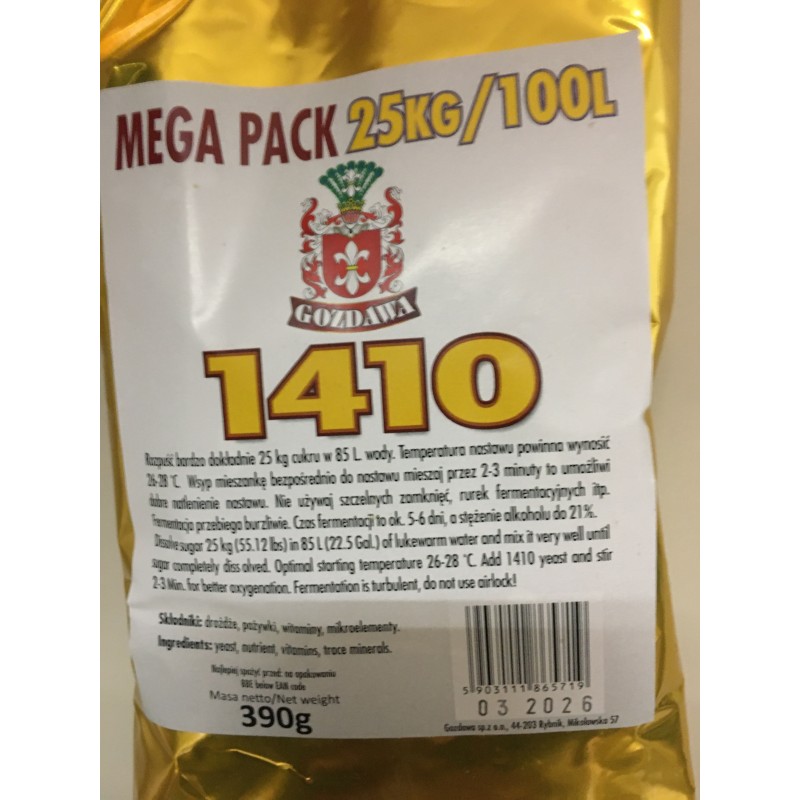 MEGA PACK 25KG/100L
GOZDAWA
1410
Rozpuść bardzo dokładnie 25 kg cukru w 85 L. wody. Temperatura nastawu powinna wynosić
26-28 °C. Wsyp mieszankę bezpośrednio do nastawu mieszaj przez 2-3 minuty to umożliwi
dobre natlenienie nastawu. Nie używaj szczelnych zamknięć, rurek fermentacyjnych itp.
Fermentacja przebiega burzliwie. Czas fermentacji to ok. 5-6 dni, a stężenie alkoholu do 21%.
Dissolve sugar 25 kg (55.12 lbs) in 85 L (22.5 Gal.) of lukewarm water and mix it very well until
sugar completely diss olved. Optimal starting temperature 26-28 °C. Add 1410 yeast and stir
2-3 Min. for better oxygenation. Fermentation is turbulent, do not use airlock!
Składniki: drożdże, pożywki, witaminy, mikroelementy.
Ingredients: yeast, nutrient, vitamins, trace minerals.
Najlepiej spożyć przed: na opakowaniu
BBE below EAN code
Masa netto/Net weight
390g
5 903111 865719
03 2026
Gozdawa sp.z o.o., 44-203 Rybnik, Mikołowska 57